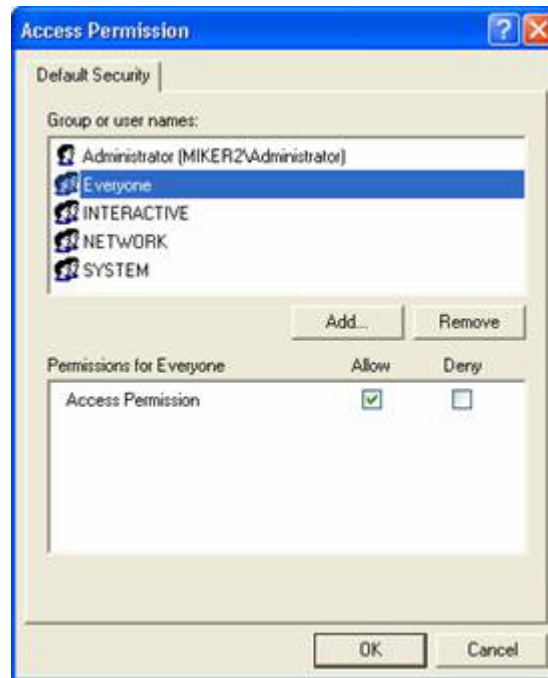 Access Permission
Default Security
Group or user names:
Administrator (MIKER2\Administrator)
Everyone
INTERACTIVE
NETWORK
SYSTEM
Add...
Remove
Permissions for Everyone
Allow
Deny
Access Permission
OK
Cancel